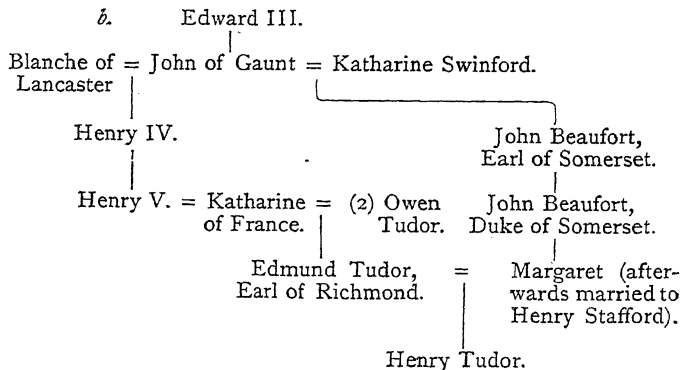 b. Edward III.
Blanche of = John of Gaunt = Katharine Swinford.
Lancaster
Henry IV. John Beaufort,
Earl of Somerset.
Henry V. = Katharine = (2) Owen John Beaufort,
of France. Tudor. Duke of Somerset.
Edmund Tudor, = Margaret (after-
Earl of Richmond. wards married to
Henry Stafford).
Henry Tudor.